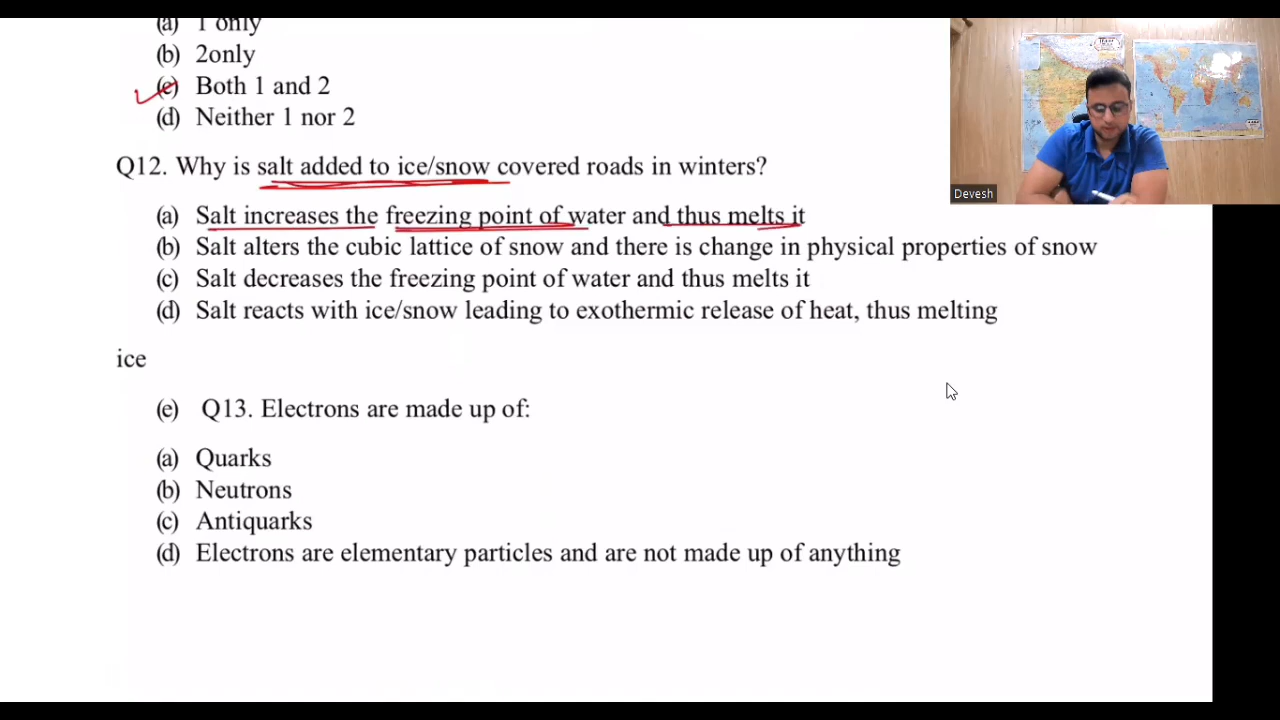 (a) 1 only
(b) 2only
(c) Both 1 and 2
(d) Neither 1 nor 2
Q12. Why is salt added to ice/snow covered roads in winters?
(a) Salt increases the freezing point of water and thus melts it
(b) Salt alters the cubic lattice of snow and there is change in physical properties of snow
(c) Salt decreases the freezing point of water and thus melts it
(d) Salt reacts with ice/snow leading to exothermic release of heat, thus melting
ice
(e) Q13. Electrons are made up of:
(a) Quarks
(b) Neutrons
(c) Antiquarks
(d) Electrons are elementary particles and are not made up of anything
Devesh